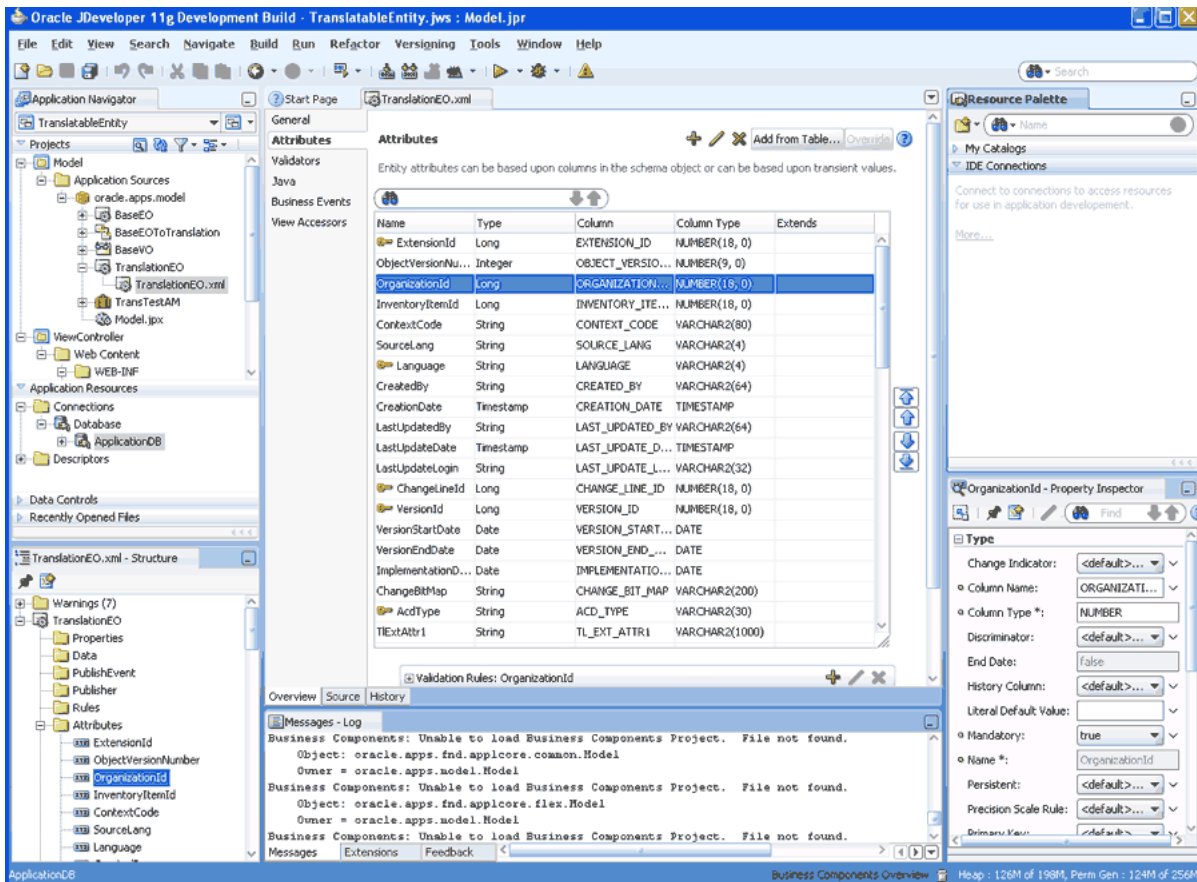 Oracle JDeveloper 11g Development Build - TranslatableEntity.jws : Model.jpr
File Edit View Search Navigate Build Run Refactor Versioning Tools Window Help
Search
Application Navigator
TranslatableEntity
Projects
Model
Application Sources
oracle.apps.model
BaseEO
BaseEOToTranslation
BaseVO
TranslationEO
TranslationEO.xml
TransTestAM
Model.jpx
ViewController
Web Content
WEB-INF
Application Resources
Connections
Database
ApplicationDB
Descriptors
Data Controls
Recently Opened Files
TranslationEO.xml - Structure
Warnings (7)
TranslationEO
Properties
Data
PublishEvent
Publisher
Rules
Attributes
ExtensionId
ObjectVersionNumber
OrganizationId
InventoryItemId
ContextCode
SourceLang
Language
Start Page TranslationEO.xml
General
Attributes
Validators
Java
Business Events
View Accessors
Attributes Add from Table... Override
Entity attributes can be based upon columns in the schema object or can be based upon transient values.
Name Type Column Column Type Extends
ExtensionId Long EXTENSION_ID NUMBER(18, 0)
ObjectVersionNu... Integer OBJECT_VERSIO... NUMBER(9, 0)
OrganizationId Long ORGANIZATION... NUMBER(18, 0)
InventoryItemId Long INVENTORY_ITE... NUMBER(18, 0)
ContextCode String CONTEXT_CODE VARCHAR2(80)
SourceLang String SOURCE_LANG VARCHAR2(4)
Language String LANGUAGE VARCHAR2(4)
CreatedBy String CREATED_BY VARCHAR2(64)
CreationDate Timestamp CREATION_DATE TIMESTAMP
LastUpdatedBy String LAST_UPDATED_BY VARCHAR2(64)
LastUpdateDate Timestamp LAST_UPDATE_D... TIMESTAMP
LastUpdateLogin String LAST_UPDATE_L... VARCHAR2(32)
ChangeLineId Long CHANGE_LINE_ID NUMBER(18, 0)
VersionId Long VERSION_ID NUMBER(18, 0)
VersionStartDate Date VERSION_START... DATE
VersionEndDate Date VERSION_END_... DATE
ImplementationD... Date IMPLEMENTATIO... DATE
ChangeBitMap String CHANGE_BIT_MAP VARCHAR2(200)
AcdType String ACD_TYPE VARCHAR2(30)
TlExtAttr1 String TL_EXT_ATTR1 VARCHAR2(1000)
Validation Rules: OrganizationId
Overview Source History
Messages - Log
Business Components: Unable to load Business Components Project. File not found.
Object: oracle.apps.fnd.applcore.common.Model
Owner = oracle.apps.model.Model
Business Components: Unable to load Business Components Project. File not found.
Object: oracle.apps.fnd.applcore.flex.Model
Owner = oracle.apps.model.Model
Business Components: Unable to load Business Components Project. File not found.
Messages Extensions Feedback
Resource Palette
Name
My Catalogs
IDE Connections
Connect to connections to access resources
for use in application developement.
More...
OrganizationId - Property Inspector
Find
Type
Change Indicator: <default>...
Column Name: ORGANIZATI...
Column Type *: NUMBER
Discriminator: <default>...
End Date: false
History Column: <default>...
Literal Default Value:
Mandatory: true
Name *: OrganizationId
Persistent: <default>...
Precision Scale Rule: <default>...
Primary Key: <default>...
ApplicationDB Business Components Overview Heap : 126M of 198M, Perm Gen : 124M of 256M